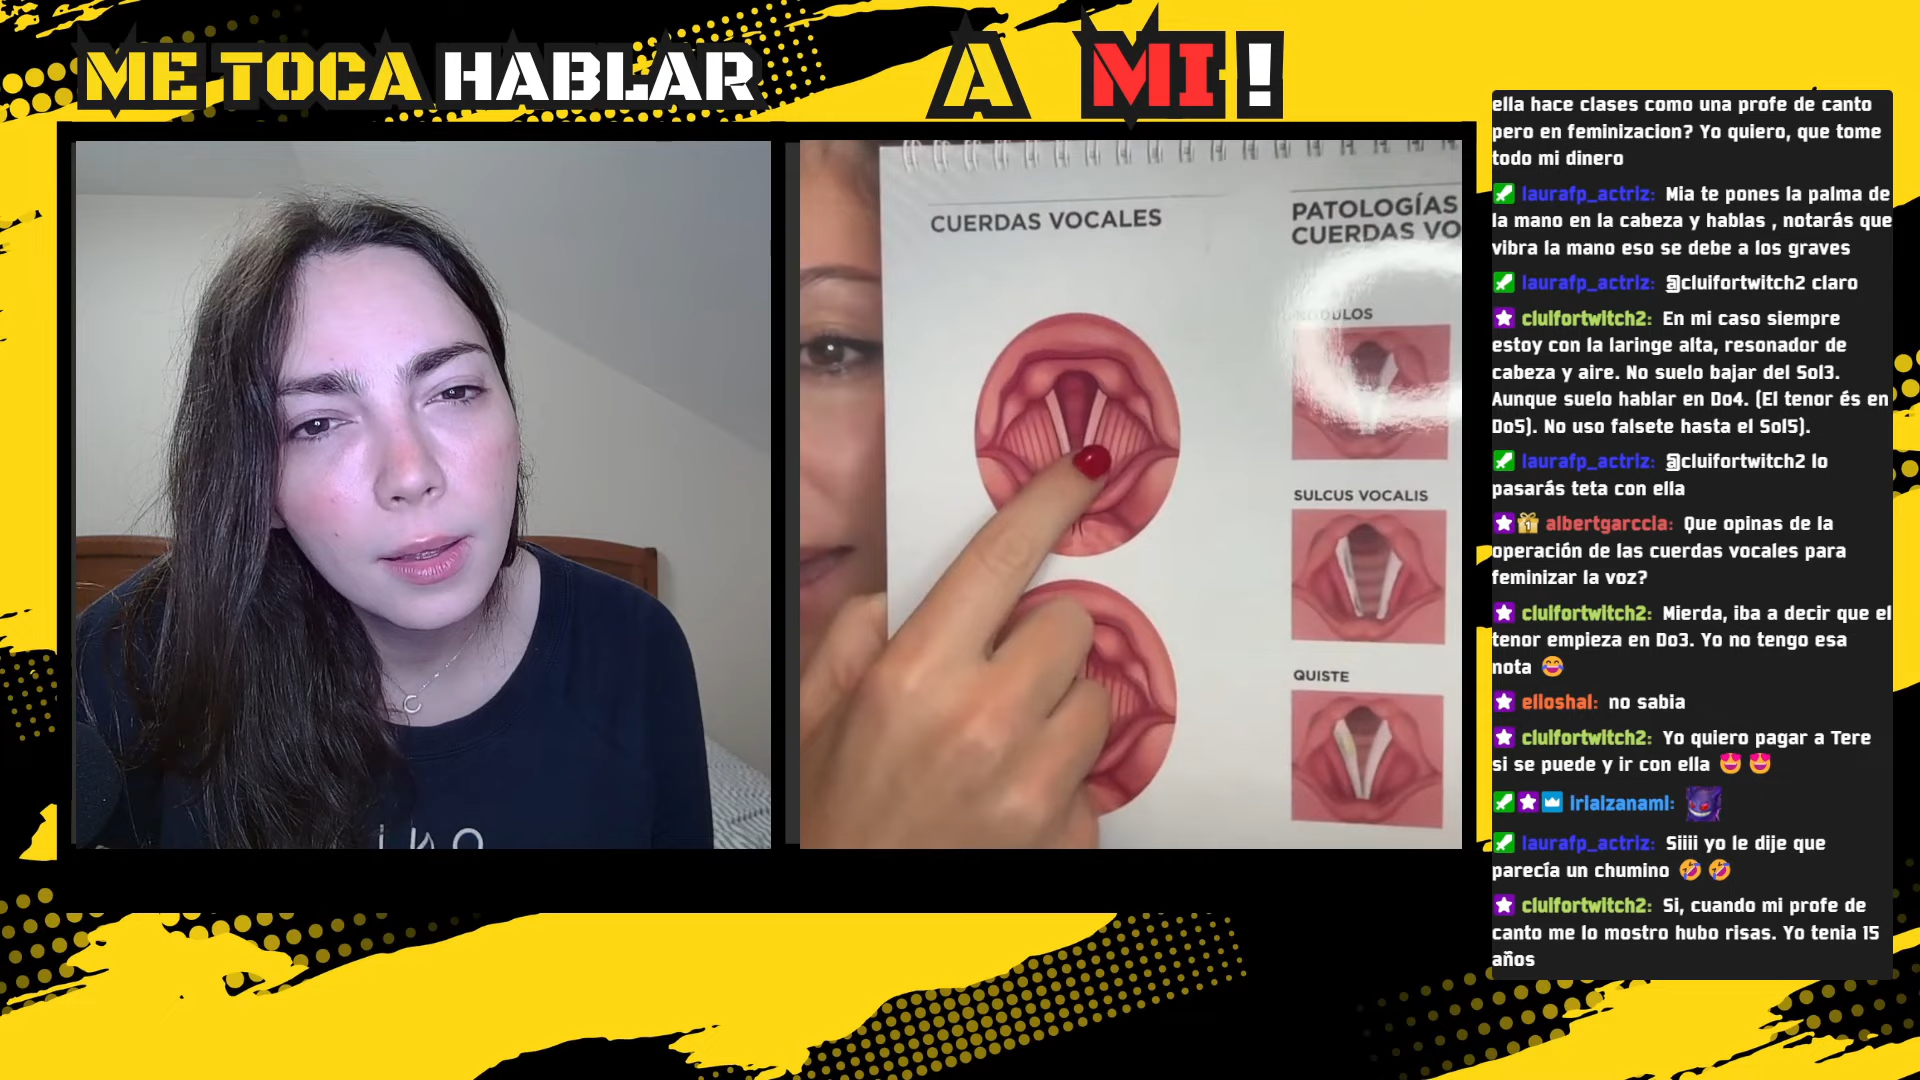 ME TOCA HABLAR A MI !
CUERDAS VOCALES
PATOLOGÍAS
CUERDAS VO
NÓDULOS
SULCUS VOCALIS
QUISTE
ella hace clases como una profe de canto
pero en feminizacion? Yo quiero, que tome
todo mi dinero
laurafp_actriz: Mia te pones la palma de
la mano en la cabeza y hablas , notarás que
vibra la mano eso se debe a los graves
laurafp_actriz: @cluifortwitch2 claro
cluifortwitch2: En mi caso siempre
estoy con la laringe alta, resonador de
cabeza y aire. No suelo bajar del Sol3.
Aunque suelo hablar en Do4. (El tenor és en
Do5). No uso falsete hasta el Sol5).
laurafp_actriz: @cluifortwitch2 lo
pasarás teta con ella
albertgarccia: Que opinas de la
operación de las cuerdas vocales para
feminizar la voz?
cluifortwitch2: Mierda, iba a decir que el
tenor empieza en Do3. Yo no tengo esa
nota 😂
elloshal: no sabia
cluifortwitch2: Yo quiero pagar a Tere
si se puede y ir con ella 😍 😍
iriaizanami:
laurafp_actriz: Siiii yo le dije que
parecía un chumino 🤣 🤣
cluifortwitch2: Si, cuando mi profe de
canto me lo mostro hubo risas. Yo tenia 15
años